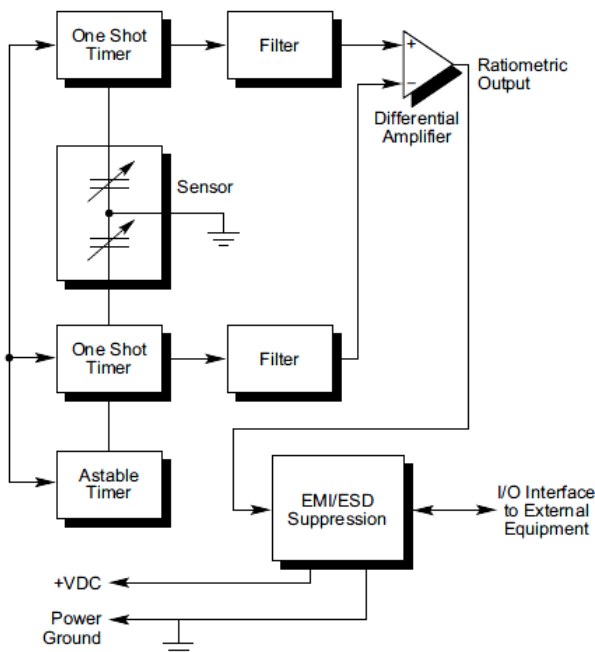 One Shot
Timer
Filter
+
−
Ratiometric
Output
Differential
Amplifier
Sensor
One Shot
Timer
Filter
Astable
Timer
EMI/ESD
Suppression
I/O Interface
to External
Equipment
+VDC
Power
Ground